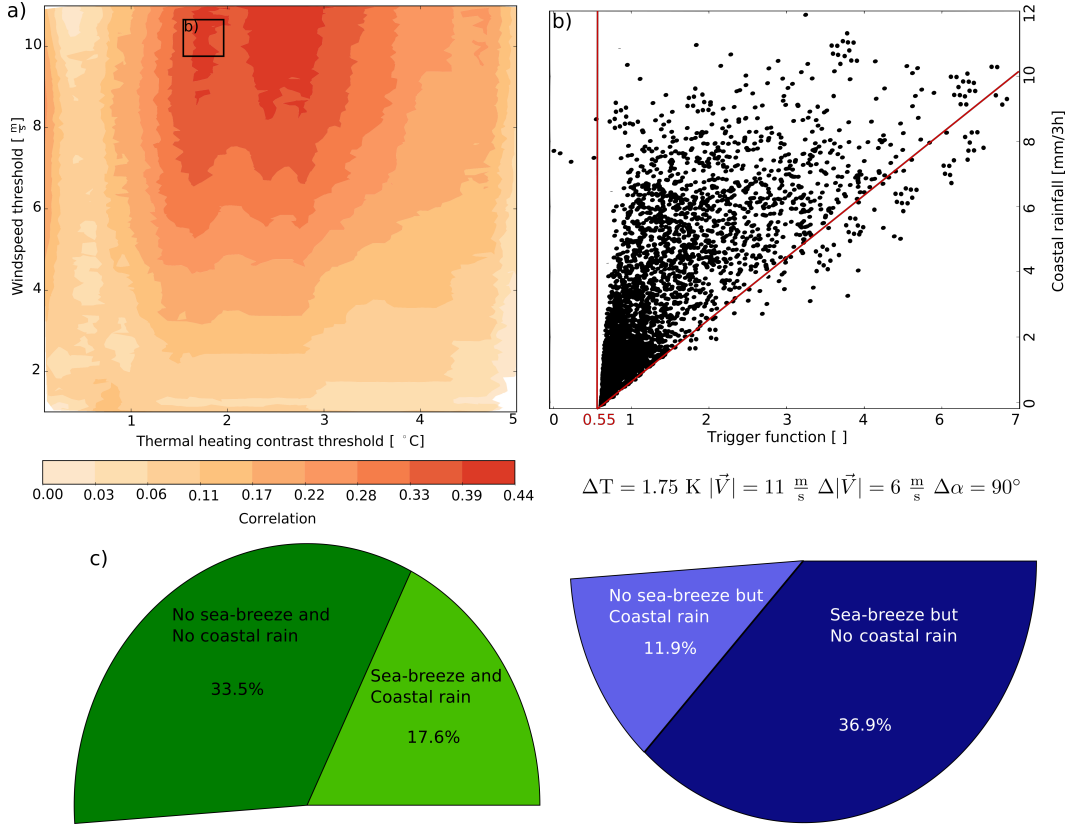 a)
b)
10
8
6
4
2
Windspeed threshold [ m/s ]
1
2
3
4
5
Thermal heating contrast threshold [ °C]
0.00 0.03 0.06 0.11 0.17 0.22 0.28 0.33 0.39 0.44
Correlation
b)
12
10
8
6
4
2
0
Coastal rainfall [mm/3h]
0 0.55 1 2 3 4 5 6 7
Trigger function [ ]
ΔT = 1.75 K |V⃗| = 11 m/s Δ|V⃗| = 6 m/s Δα = 90°
c)
No sea-breeze and
No coastal rain
33.5%
Sea-breeze and
Coastal rain
17.6%
No sea-breeze but
Coastal rain
11.9%
Sea-breeze but
No coastal rain
36.9%